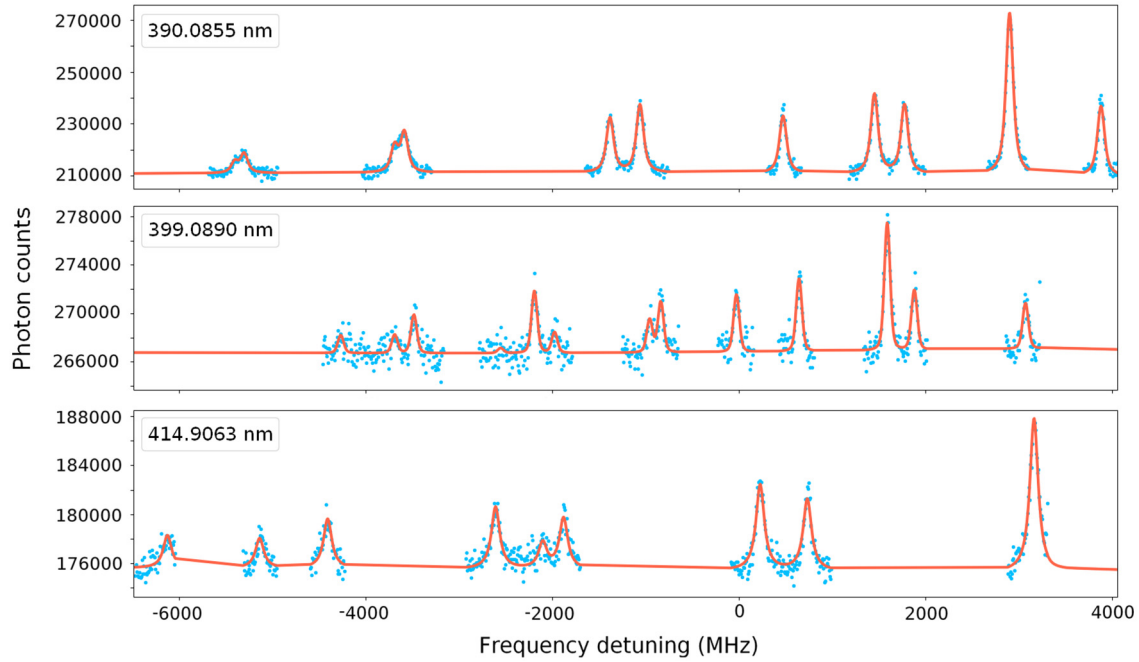 Photon counts
390.0855 nm
270000
250000
230000
210000
399.0890 nm
278000
274000
270000
266000
414.9063 nm
188000
184000
180000
176000
-6000 -4000 -2000 0 2000 4000
Frequency detuning (MHz)